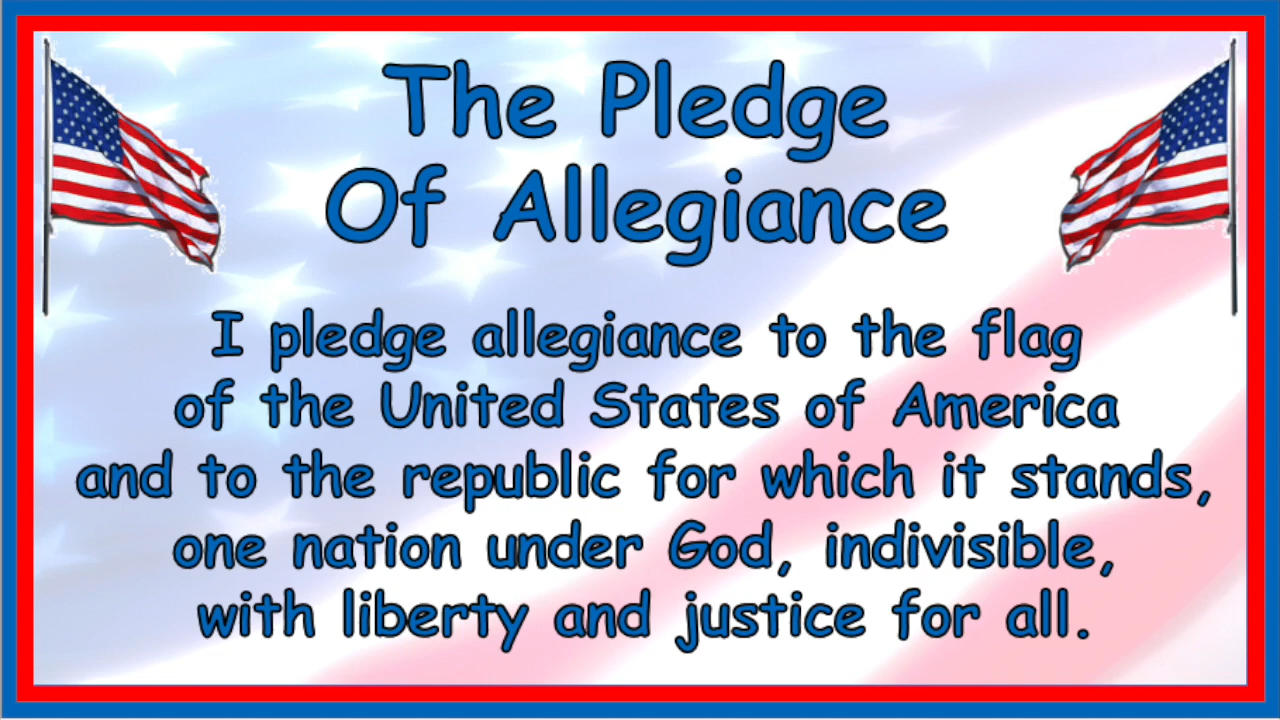 The Pledge
Of Allegiance
I pledge allegiance to the flag
of the United States of America
and to the republic for which it stands,
one nation under God, indivisible,
with liberty and justice for all.